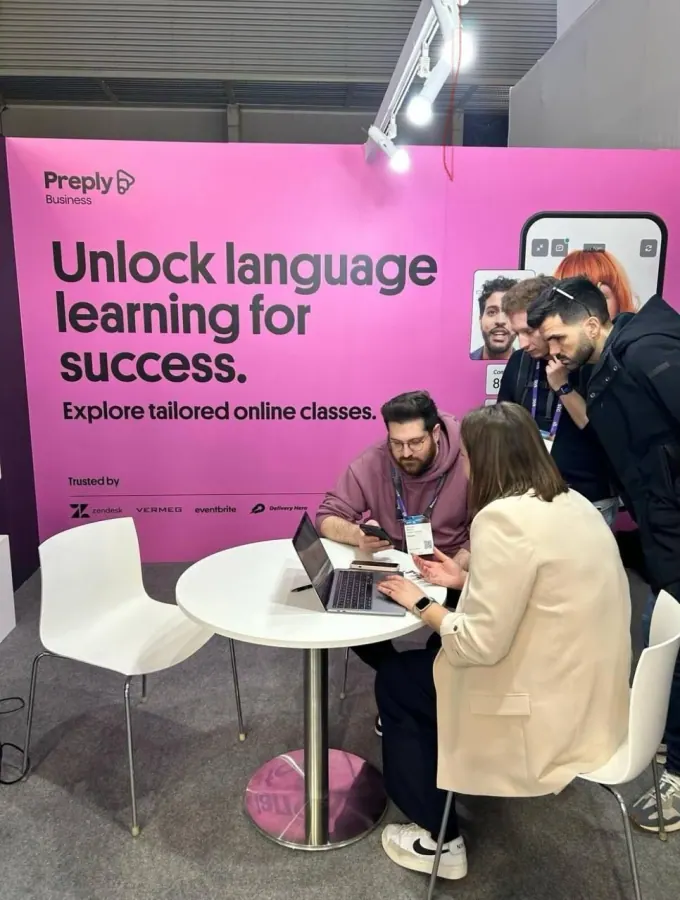 Preply
Business
Unlock language
learning for
success.
Explore tailored online classes.
Trusted by
zendesk VERMEG eventbrite Delivery Hero